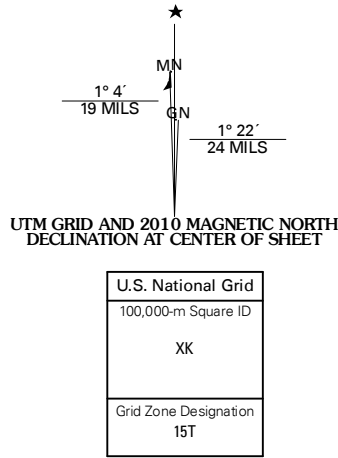 MN
1° 4´
19 MILS
GN
1° 22´
24 MILS
UTM GRID AND 2010 MAGNETIC NORTH
DECLINATION AT CENTER OF SHEET
U.S. National Grid
100,000-m Square ID
XK
Grid Zone Designation
15T